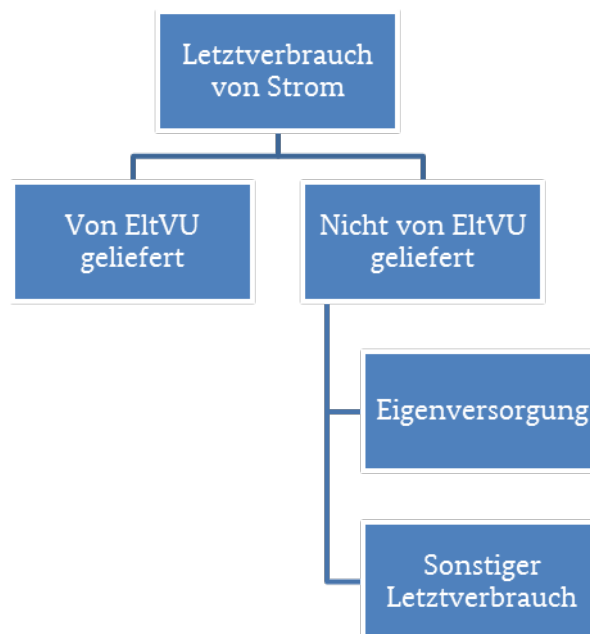 Letztverbrauch
von Strom
Von EltVU
geliefert
Nicht von EltVU
geliefert
Eigenversorgung
Sonstiger
Letztverbrauch